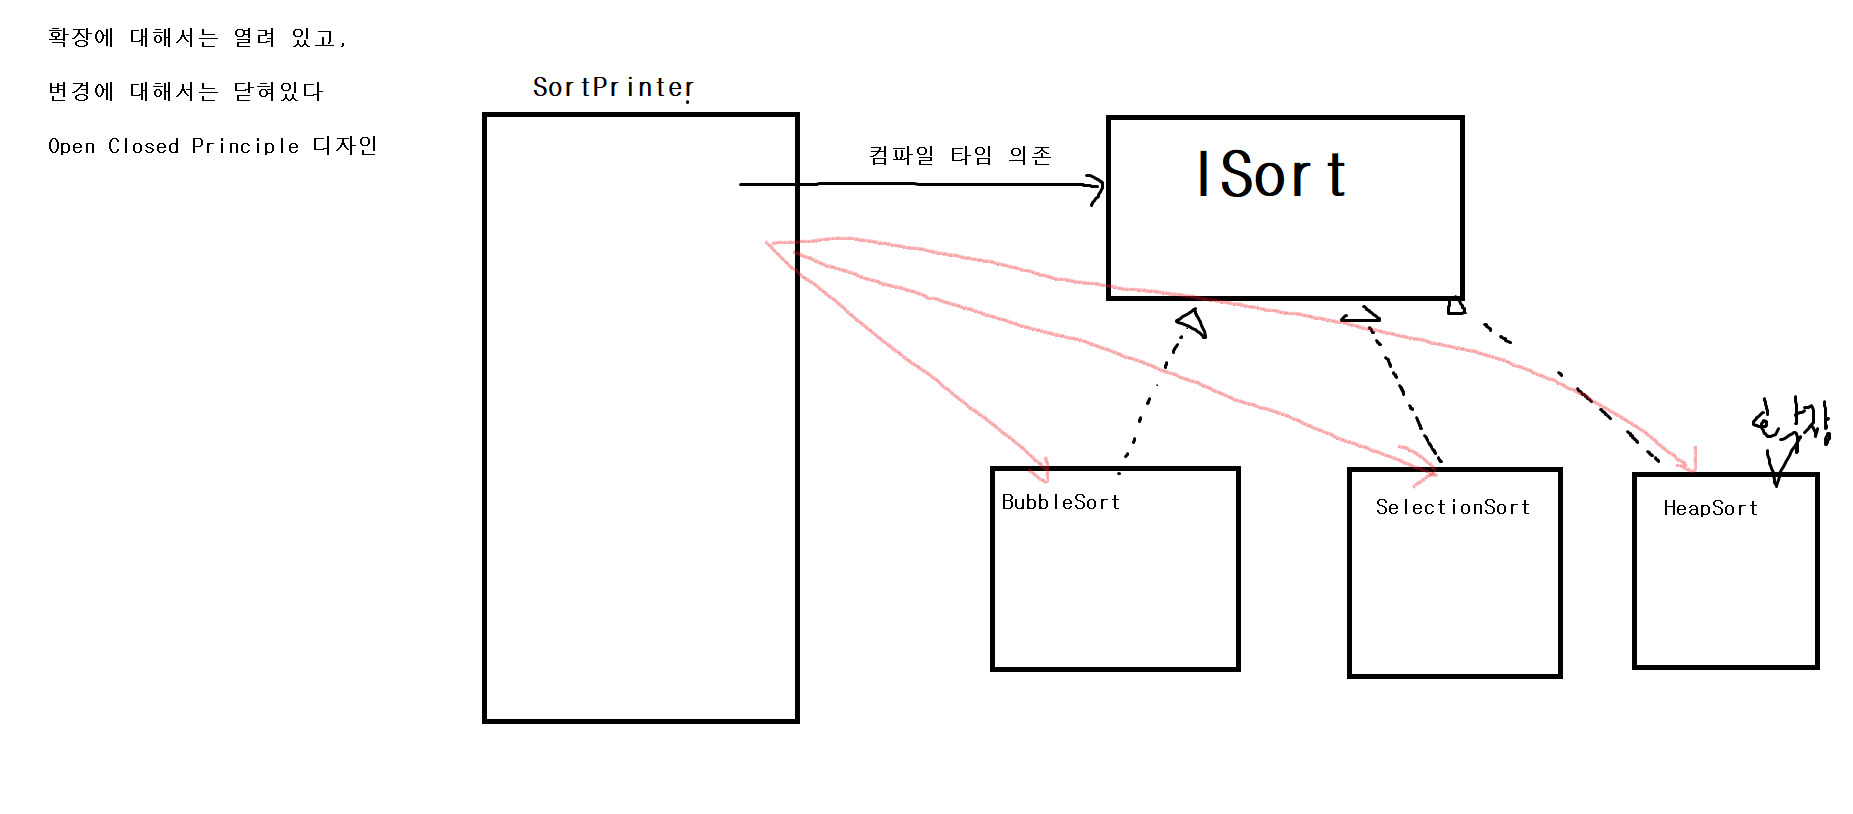 확장에 대해서는 열려 있고,
변경에 대해서는 닫혀있다
Open Closed Principle 디자인
SortPrinter
컴파일 타임 의존
ISort
BubbleSort
SelectionSort
HeapSort